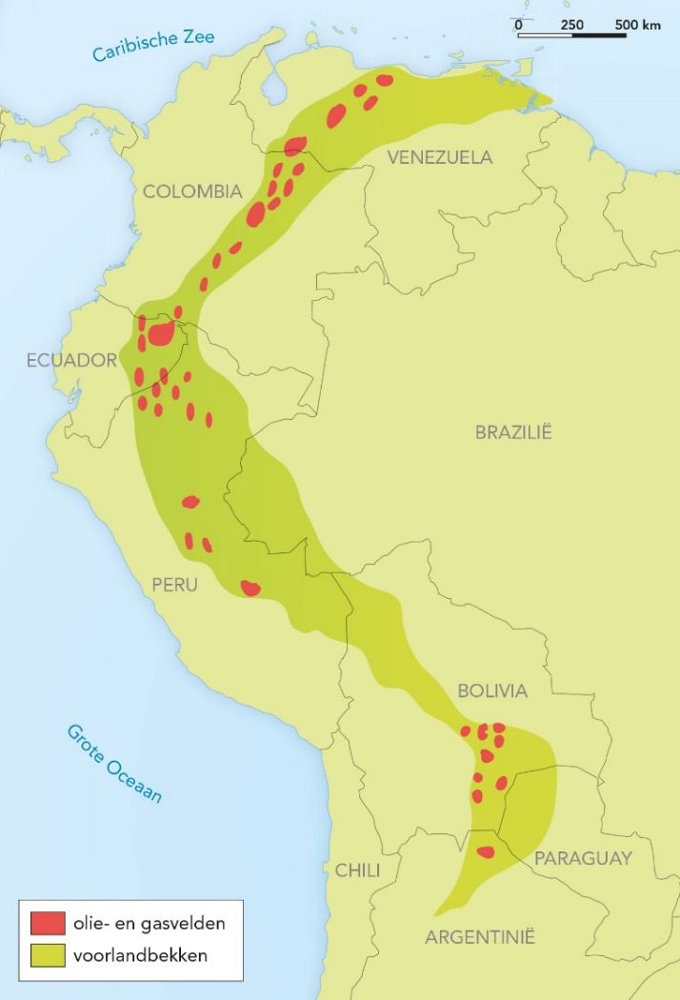 0 250 500 km
Caribische Zee
VENEZUELA
COLOMBIA
ECUADOR
BRAZILIË
PERU
BOLIVIA
Grote Oceaan
PARAGUAY
CHILI
ARGENTINIË
olie- en gasvelden
voorlandbekken